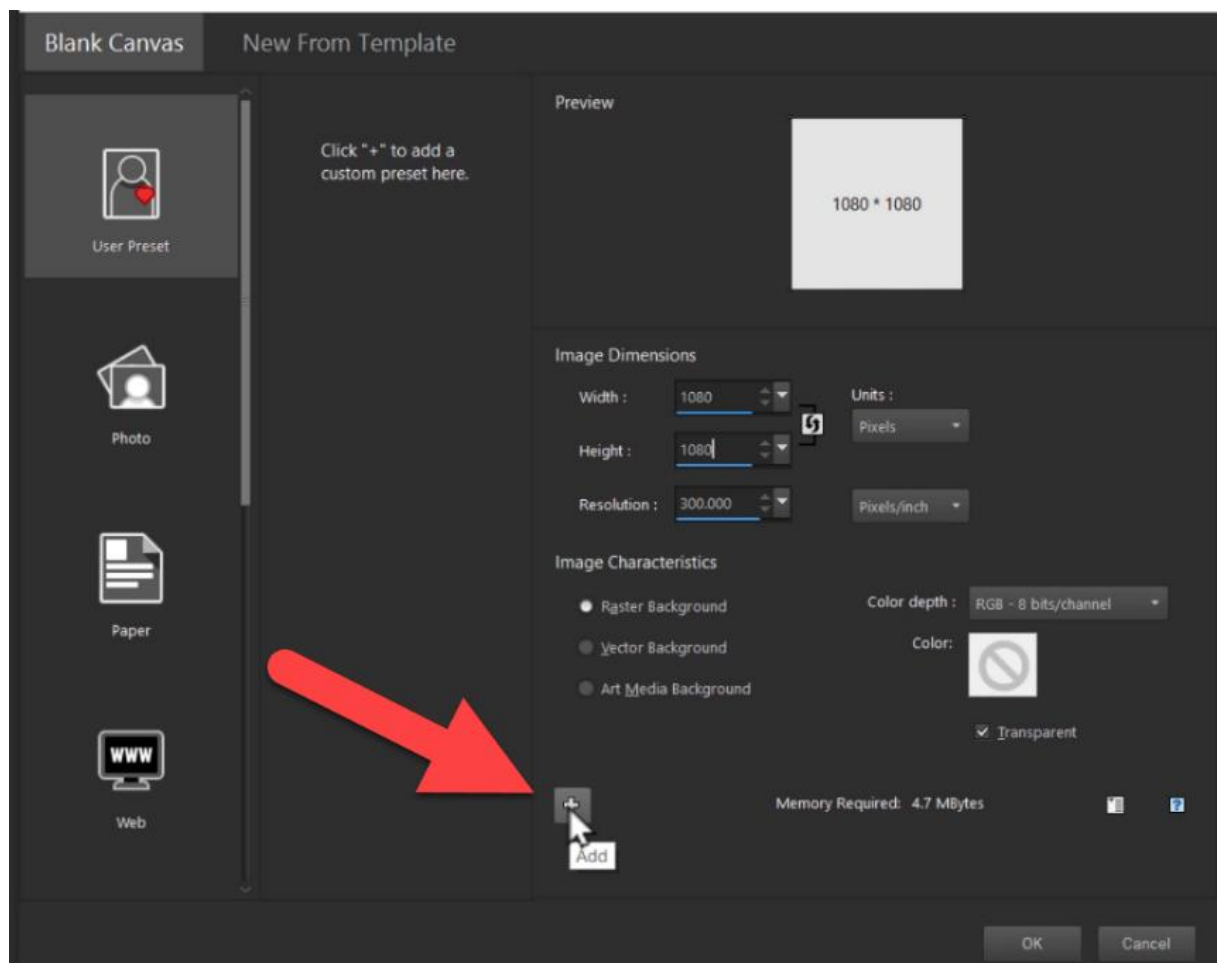 Blank Canvas
New From Template
User Preset
Photo
Paper
WWW
Web
Click "+" to add a
custom preset here.
Preview
1080 * 1080
Image Dimensions
Width :
1080
Units :
Pixels
Height :
1080
Resolution :
300.000
Pixels/inch
Image Characteristics
Raster Background
Color depth :
RGB - 8 bits/channel
Vector Background
Color:
Art Media Background
Transparent
Memory Required: 4.7 MBytes
?
Add
OK
Cancel